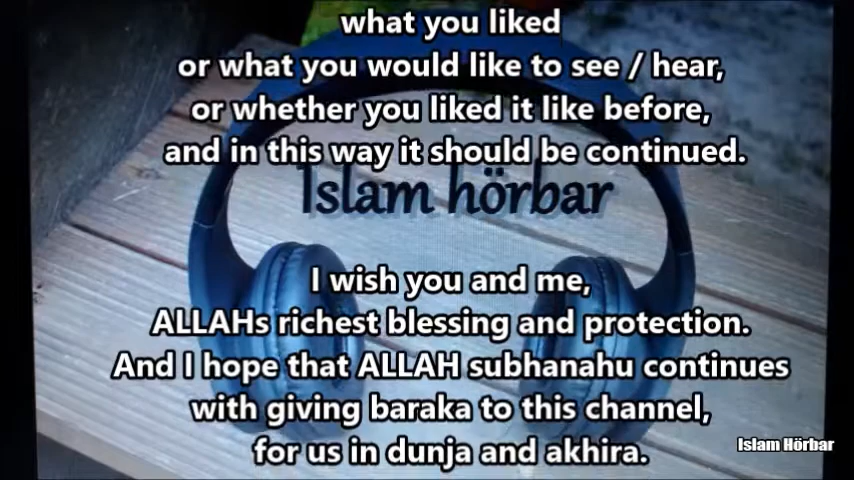 what you liked
or what you would like to see / hear,
or whether you liked it like before,
and in this way it should be continued.
Islam hörbar
I wish you and me,
ALLAHs richest blessing and protection.
And I hope that ALLAH subhanahu continues
with giving baraka to this channel,
for us in dunja and akhira.
Islam Hörbar